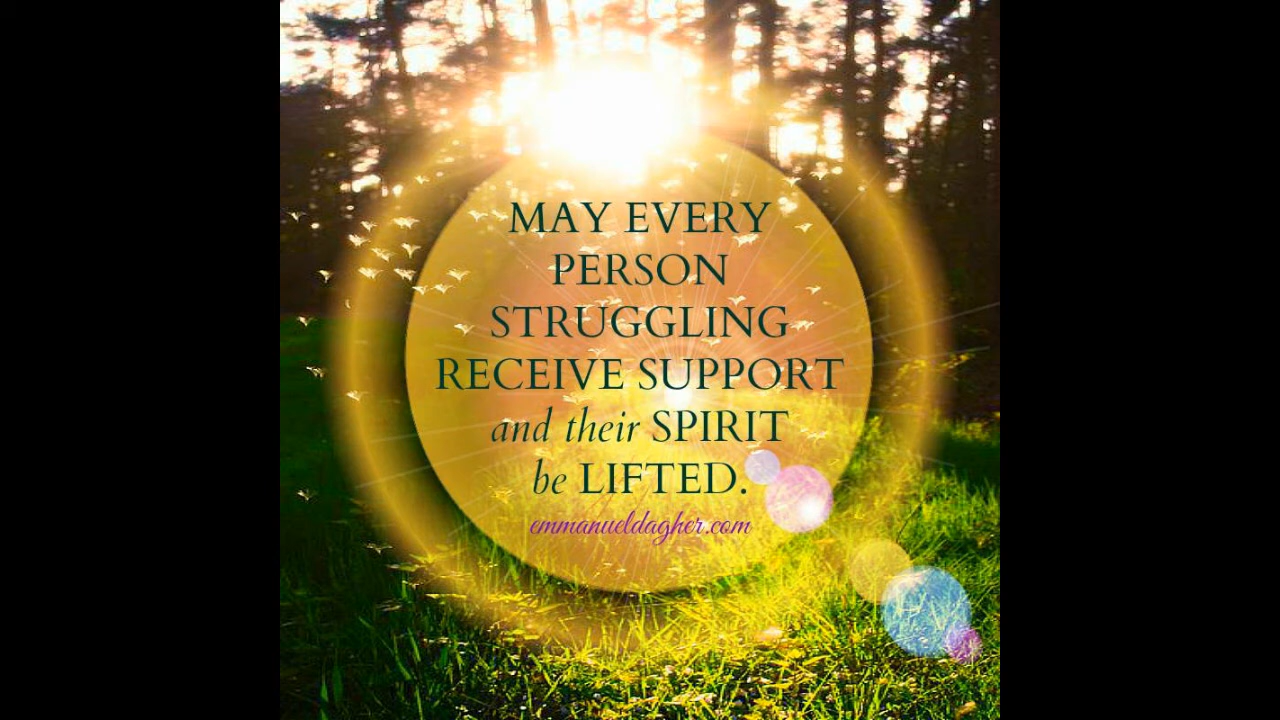 MAY EVERY
PERSON
STRUGGLING
RECEIVE SUPPORT
and their SPIRIT
be LIFTED.
emmanueldagher.com